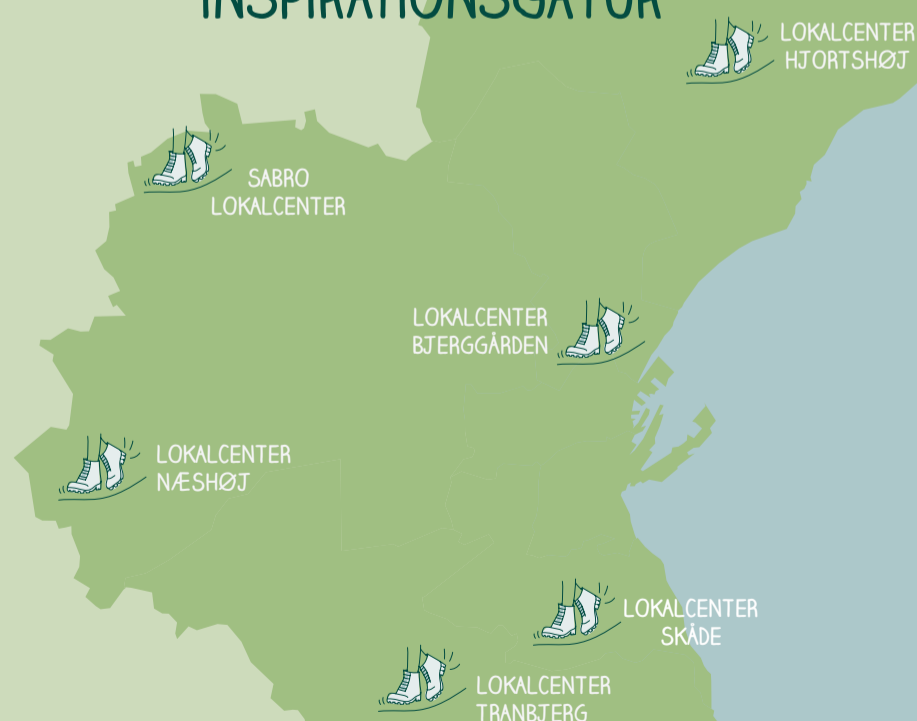 INSPIRATIONSGÅTUR
LOKALCENTER
HJORTSHØJ
SABRO
LOKALCENTER
LOKALCENTER
BJERGGÅRDEN
LOKALCENTER
NÆSHØJ
LOKALCENTER
SKÅDE
LOKALCENTER
TRANBJERG